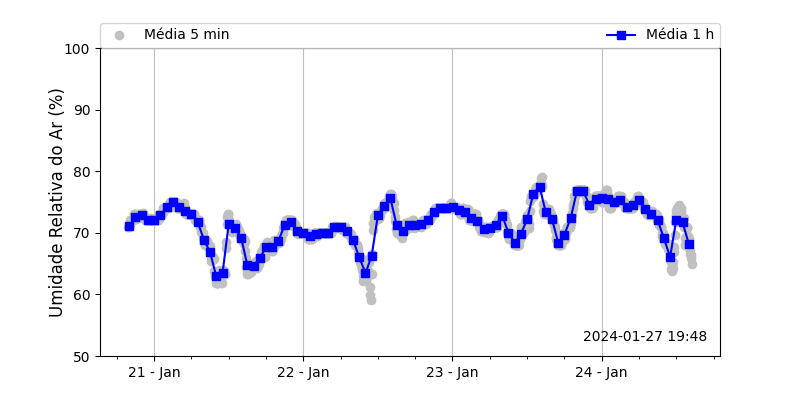 Média 5 min
Média 1 h
Umidade Relativa do Ar (%)
100
90
80
70
60
50
2024-01-27 19:48
21 - Jan
22 - Jan
23 - Jan
24 - Jan